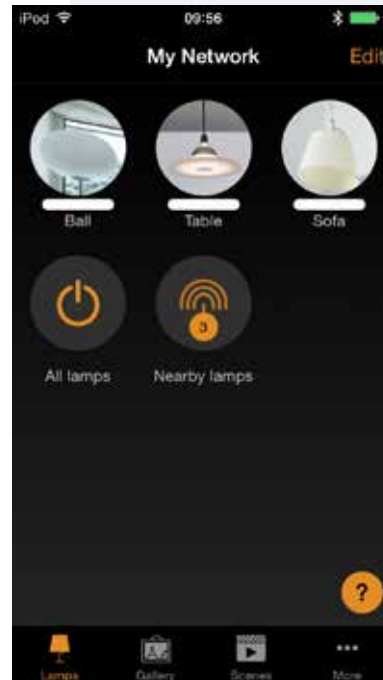 iPod 09:56
My Network Edit
Ball Table Sofa
3
All lamps Nearby lamps
?
Lamps Gallery Scenes More